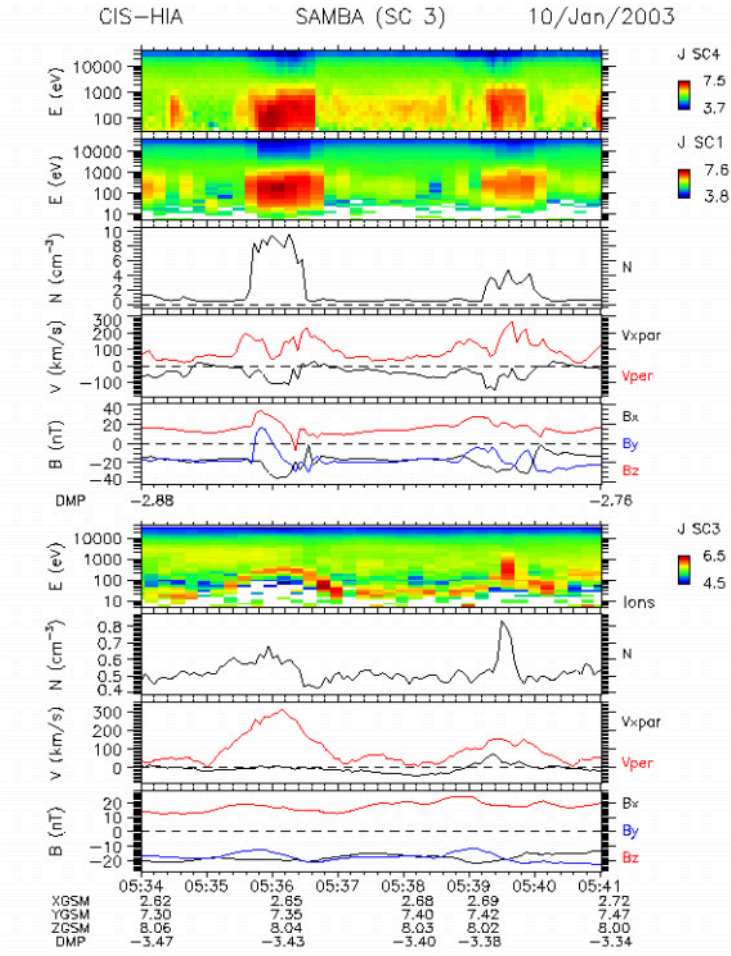 CIS-HIA SAMBA (SC 3) 10/Jan/2003
J SC4
E (eV) 10000 1000 100 7.5 3.7
J SC1
E (eV) 10000 1000 100 10 7.6 3.8
N (cm⁻³) 10 8 6 4 2 0 N
V (km/s) 300 200 100 0 -100 Vxpar Vper
B (nT) 40 20 0 -20 -40 Bx By Bz
DMP -2.88 -2.76
J SC3
E (eV) 10000 1000 100 10 6.5 4.5
Ions
N (cm⁻³) 0.8 0.7 0.6 0.5 0.4 N
V (km/s) 300 200 100 0 Vxpar Vper
B (nT) 20 10 0 -10 -20 Bx By Bz
05:34 05:35 05:36 05:37 05:38 05:39 05:40 05:41
XGSM 2.62 2.65 2.68 2.69 2.72
YGSM 7.30 7.35 7.40 7.42 7.47
ZGSM 8.06 8.04 8.03 8.02 8.00
DMP -3.47 -3.43 -3.40 -3.38 -3.34